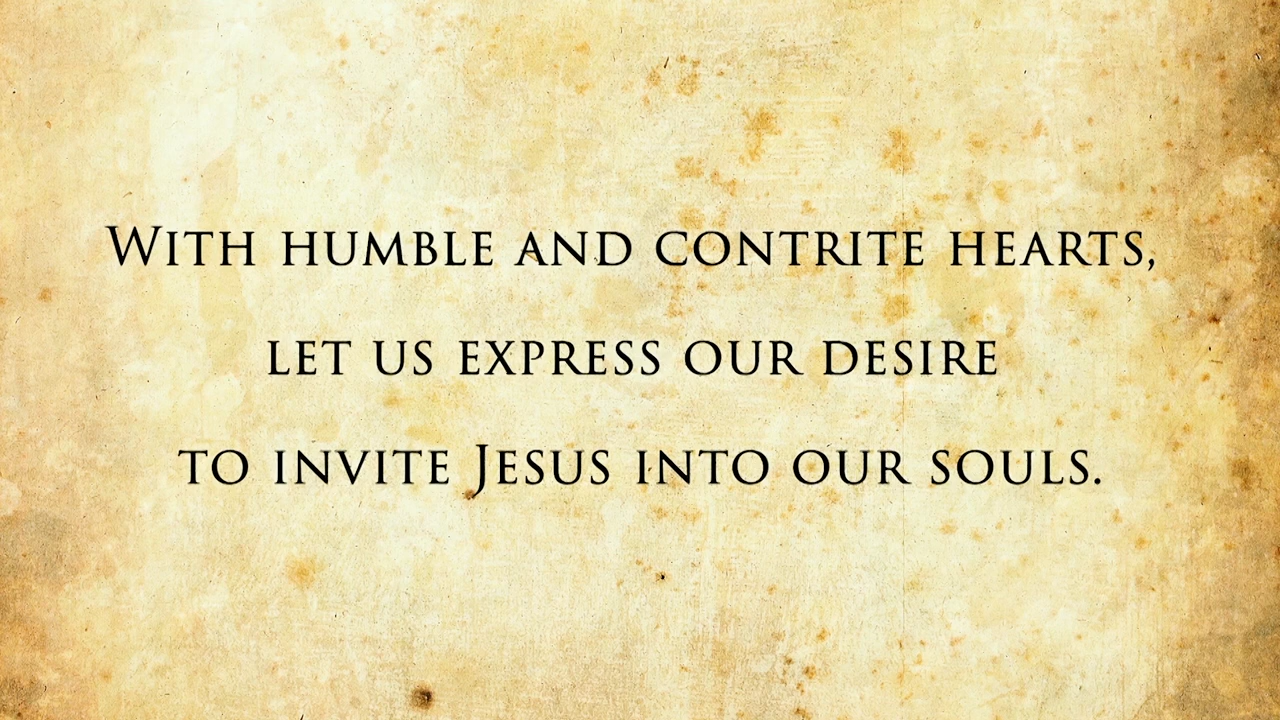 With humble and contrite hearts,
let us express our desire
to invite Jesus into our souls.